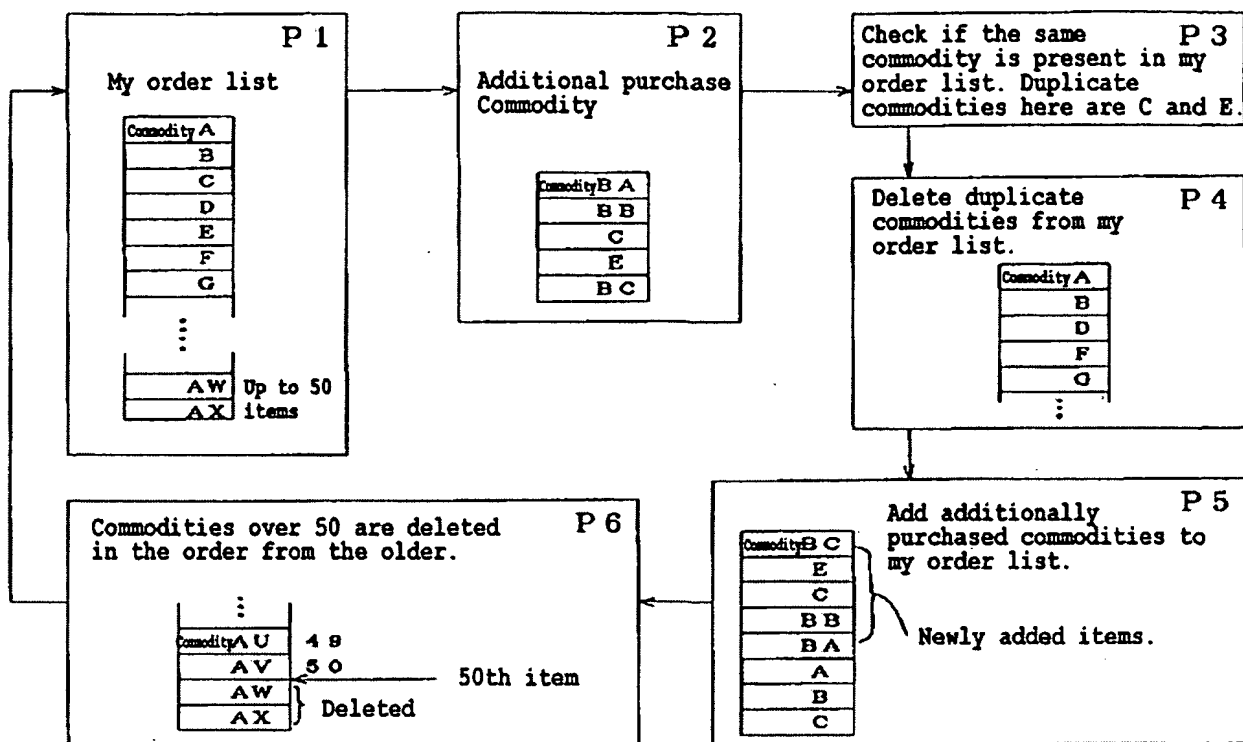 P 1
My order list
Commodity A
B
C
D
E
F
G
A W
A X
Up to 50
items
P 2
Additional purchase
Commodity
Commodity B A
B B
C
E
B C
P 3
Check if the same
commodity is present in my
order list. Duplicate
commodities here are C and E.
P 4
Delete duplicate
commodities from my
order list.
Commodity A
B
D
F
G
P 5
Add additionally
purchased commodities to
my order list.
Commodity B C
E
C
B B
B A
A
B
C
Newly added items.
P 6
Commodities over 50 are deleted
in the order from the older.
Commodity A U 4 9
A V 5 0
A W
A X
50th item
Deleted